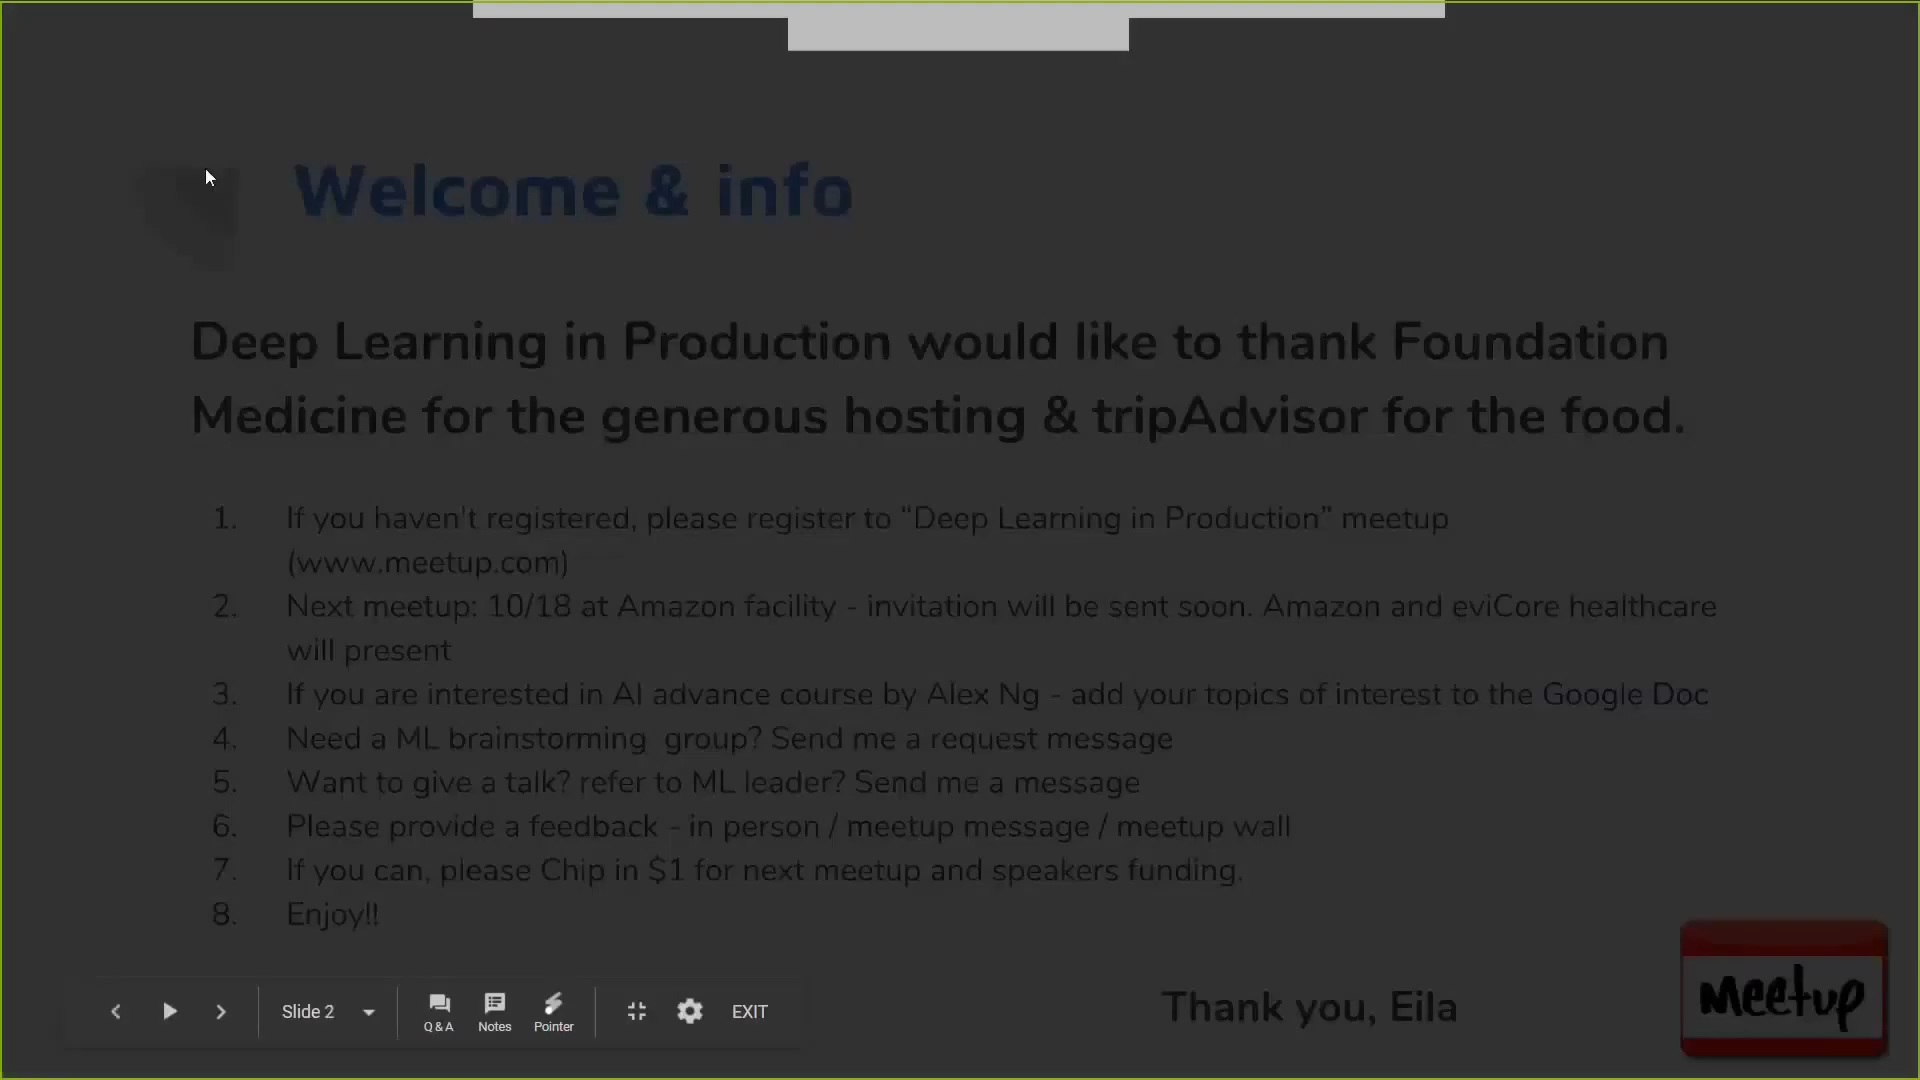 Welcome & info
Deep Learning in Production would like to thank Foundation
Medicine for the generous hosting & tripAdvisor for the food.
1. If you haven't registered, please register to “Deep Learning in Production” meetup
(www.meetup.com)
2. Next meetup: 10/18 at Amazon facility - invitation will be sent soon. Amazon and eviCore healthcare
will present
3. If you are interested in AI advance course by Alex Ng - add your topics of interest to the Google Doc
4. Need a ML brainstorming  group? Send me a request message
5. Want to give a talk? refer to ML leader? Send me a message
6. Please provide a feedback - in person / meetup message / meetup wall
7. If you can, please Chip in $1 for next meetup and speakers funding.
8. Enjoy!!
Thank you, Eila
Meetup
Slide 2
Q & A
Notes
Pointer
EXIT